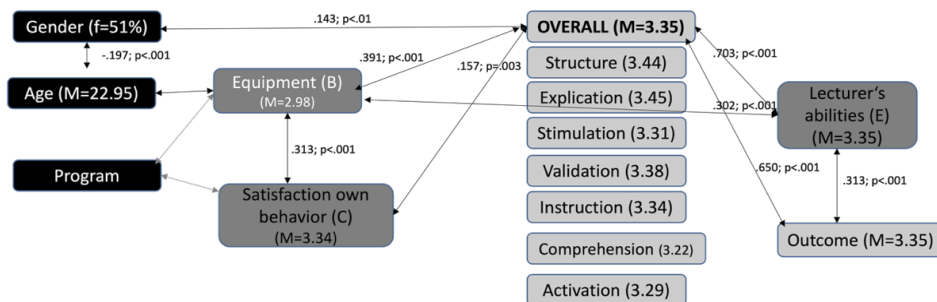 Gender (f=51%)
.143; p<.01
OVERALL (M=3.35)
-.197; p<.001
.391; p<.001
.157; p=.003
.703; p<.001
Structure (3.44)
Age (M=22.95)
Equipment (B)
(M=2.98)
Explication (3.45)
.302; p<.001
Lecturer's
abilities (E)
(M=3.35)
Stimulation (3.31)
.313; p<.001
Program
Validation (3.38)
.650; p<.001
.313; p<.001
Satisfaction own
behavior (C)
(M=3.34)
Instruction (3.34)
Comprehension (3.22)
Outcome (M=3.35)
Activation (3.29)